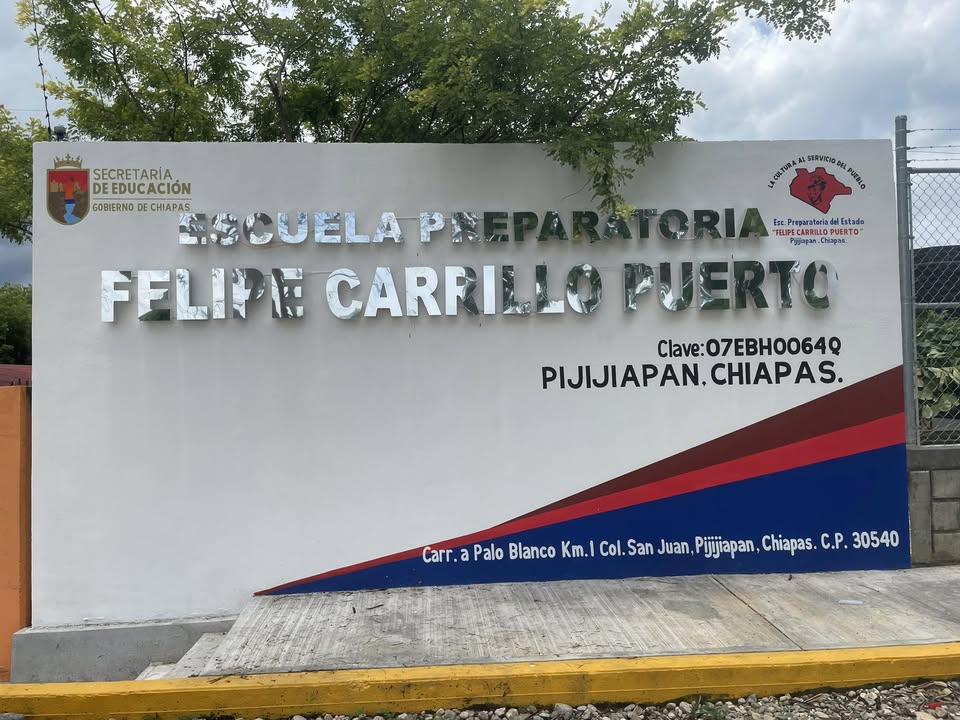 SECRETARÍA
DE EDUCACIÓN
GOBIERNO DE CHIAPAS
LA CULTURA AL SERVICIO DEL PUEBLO
Esc. Preparatoria del Estado
"FELIPE CARRILLO PUERTO"
Pijijiapan, Chiapas.
ESCUELA PREPARATORIA
FELIPE CARRILLO PUERTO
Clave: 07EBH0064Q
PIJIJIAPAN, CHIAPAS.
Carr. a Palo Blanco Km. 1 Col. San Juan, Pijijiapan, Chiapas. C.P. 30540